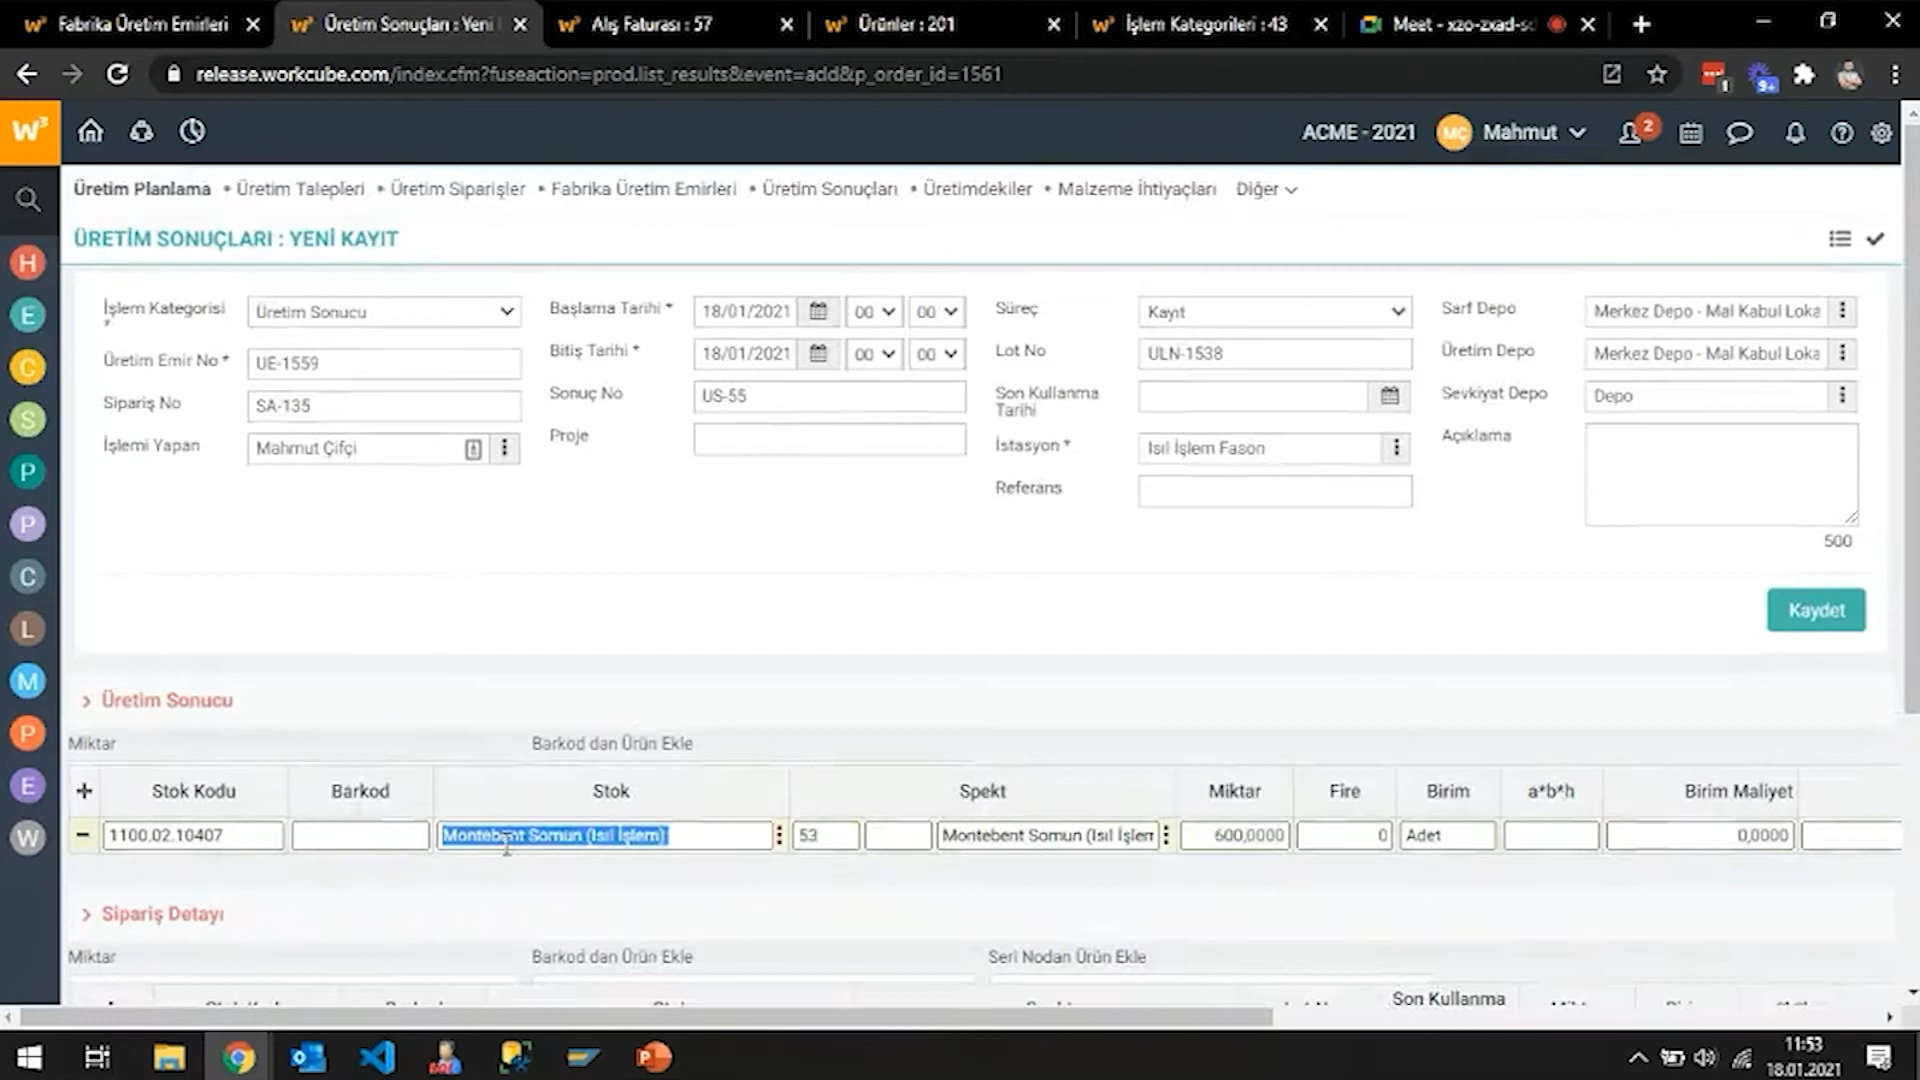 Fabrika Üretim Emirleri
Üretim Sonuçları : Yeni
Alış Faturası : 57
Ürünler : 201
İşlem Kategorileri : 43
Meet - xzo-zxad-
release.workcube.com/index.cfm?fuseaction=prod.list_results&event=add&p_order_id=1561
1
9+
W³
ACME - 2021
MÇ
Mahmut
2
Üretim Planlama • Üretim Talepleri • Üretim Siparişler • Fabrika Üretim Emirleri • Üretim Sonuçları • Üretimdekiler • Malzeme İhtiyaçları Diğer
ÜRETİM SONUÇLARI : YENİ KAYIT
H
E
C
S
P
P
C
L
M
P
E
W
İşlem Kategorisi *
Üretim Sonucu
Üretim Emir No *
UE-1559
Sipariş No
SA-135
İşlemi Yapan
Mahmut Çifçi
Başlama Tarihi *
18/01/2021
00
00
Bitiş Tarihi *
18/01/2021
00
00
Sonuç No
US-55
Proje
Süreç
Kayıt
Lot No
ULN-1538
Son Kullanma
Tarihi
İstasyon *
Isıl İşlem Fason
Referans
Sarf Depo
Merkez Depo - Mal Kabul Loka
Üretim Depo
Merkez Depo - Mal Kabul Loka
Sevkiyat Depo
Depo
Açıklama
500
Kaydet
> Üretim Sonucu
Miktar
Barkod dan Ürün Ekle
+ Stok Kodu Barkod Stok Spekt Miktar Fire Birim a*b*h Birim Maliyet
- 1100.02.10407 Montebent Somun (Isıl İşlem) 53 Montebent Somun (Isıl İşlem 600,0000 0 Adet 0,0000
> Sipariş Detayı
Miktar
Barkod dan Ürün Ekle
Seri Nodan Ürün Ekle
Son Kullanma
11:53
18.01.2021